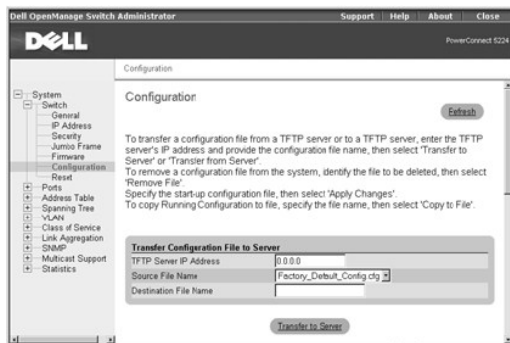 Dell OpenManage Switch Administrator
Support Help About Close
DELL
PowerConnect 5224
Configuration
System
Switch
General
IP Address
Security
Jumbo Frame
Firmware
Configuration
Reset
Ports
Address Table
Spanning Tree
VLAN
Class of Service
Link Aggregation
SNMP
Multicast Support
Statistics
Configuration
Refresh
To transfer a configuration file from a TFTP server or to a TFTP server, enter the TFTP
server's IP address and provide the configuration file name, then select 'Transfer to
Server' or 'Transfer from Server'.
To remove a configuration file from the system, identify the file to be deleted, then select
'Remove File'.
Specify the start-up configuration file, then select 'Apply Changes'.
To copy Running Configuration to file, specify the file name, then select 'Copy to File'.
Transfer Configuration File to Server
TFTP Server IP Address 0.0.0.0
Source File Name Factory_Default_Config.cfg
Destination File Name
Transfer to Server